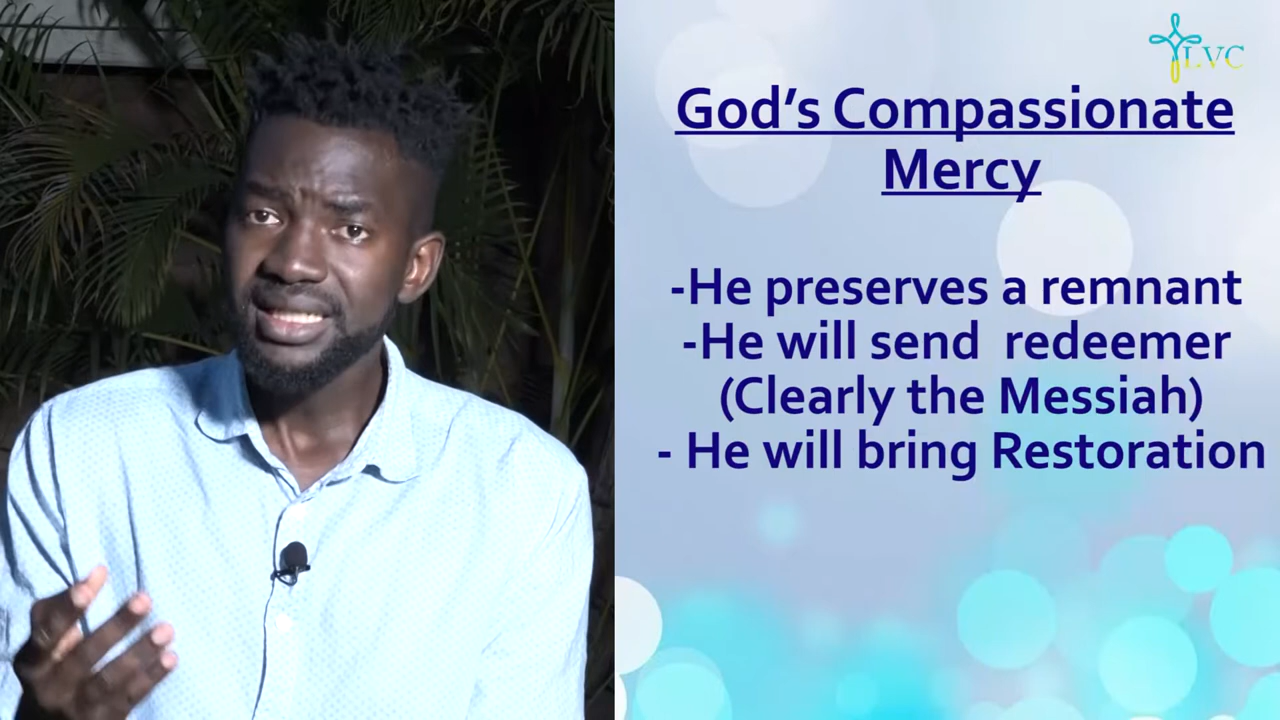 LVC
God's Compassionate
Mercy
-He preserves a remnant
-He will send  redeemer
(Clearly the Messiah)
- He will bring Restoration